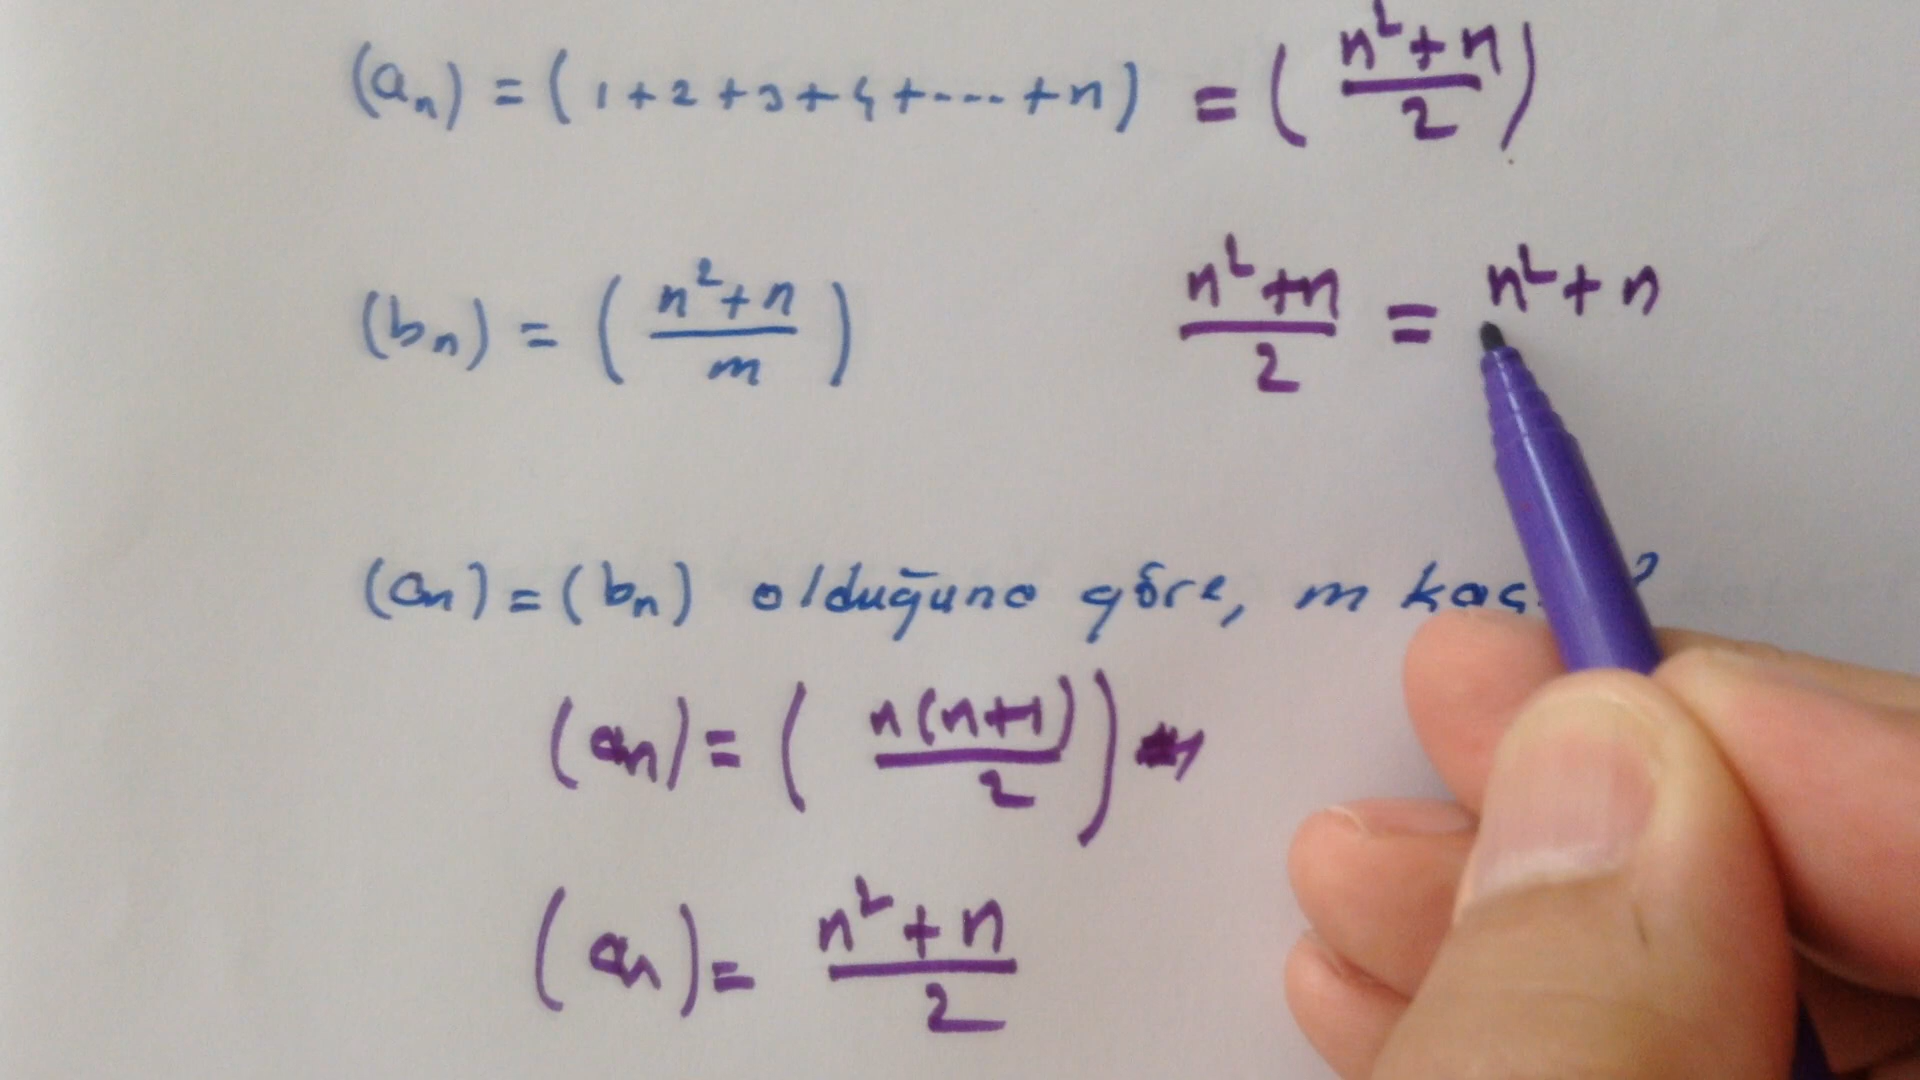 (aₙ) = (1+2+3+4+....+n) = (n²+n / 2)
(bₙ) = (n²+n / m)
n²+n / 2 = n²+n
(aₙ) = (bₙ) olduğuna göre, m kaç ?
(aₙ) = (n(n+1) / 2)
(aₙ) = n²+n / 2